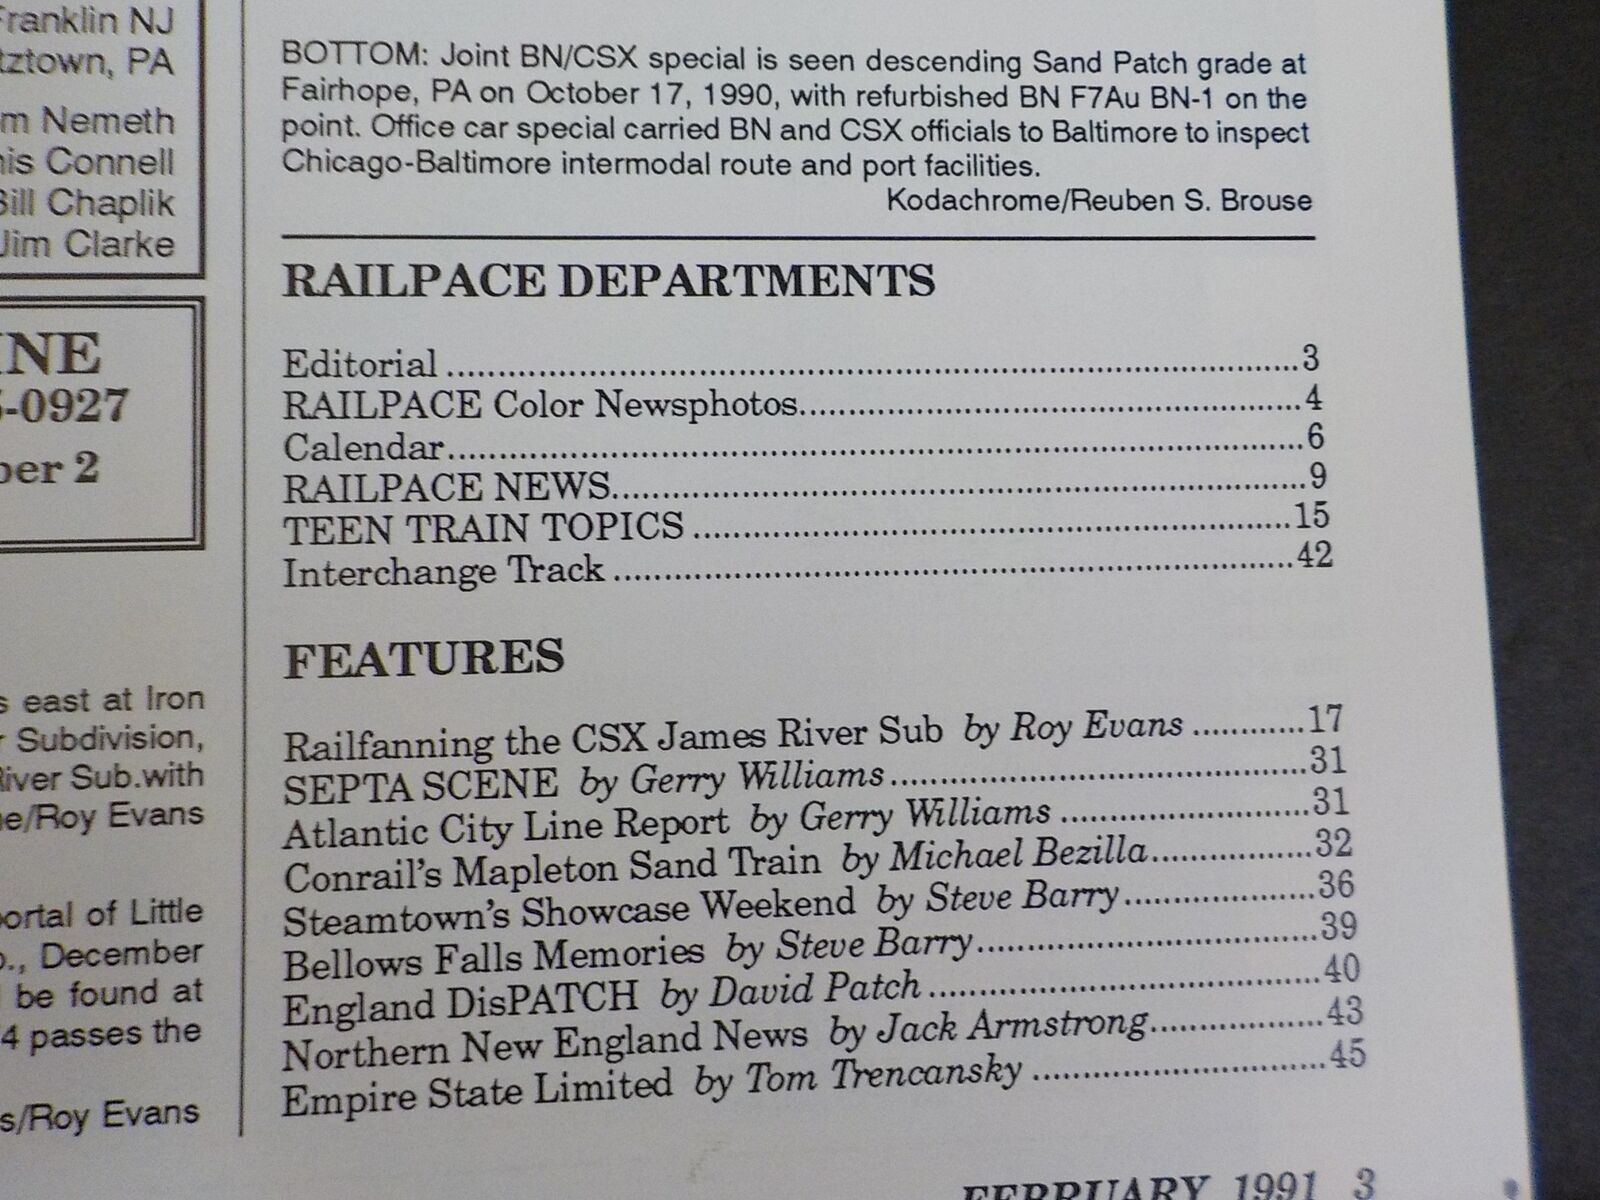 Franklin NJ
tztown, PA
m Nemeth
nis Connell
Bill Chaplik
Jim Clarke
INE
-0927
ber 2
s east at Iron
r Subdivision,
River Sub.with
e/Roy Evans
portal of Little
o., December
be found at
4 passes the
s/Roy Evans
BOTTOM: Joint BN/CSX special is seen descending Sand Patch grade at
Fairhope, PA on October 17, 1990, with refurbished BN F7Au BN-1 on the
point. Office car special carried BN and CSX officials to Baltimore to inspect
Chicago-Baltimore intermodal route and port facilities.
Kodachrome/Reuben S. Brouse
RAILPACE DEPARTMENTS
Editorial ........ 3
RAILPACE Color Newsphotos........ 4
Calendar........ 6
RAILPACE NEWS........ 9
TEEN TRAIN TOPICS ........ 15
Interchange Track ........ 42
FEATURES
Railfanning the CSX James River Sub by Roy Evans ........ 17
SEPTA SCENE by Gerry Williams........ 31
Atlantic City Line Report by Gerry Williams ........ 31
Conrail's Mapleton Sand Train by Michael Bezilla........ 32
Steamtown's Showcase Weekend by Steve Barry........ 36
Bellows Falls Memories by Steve Barry........ 39
England DisPATCH by David Patch ........ 40
Northern New England News by Jack Armstrong........ 43
Empire State Limited by Tom Trencansky ........ 45
FEBRUARY 1991 3